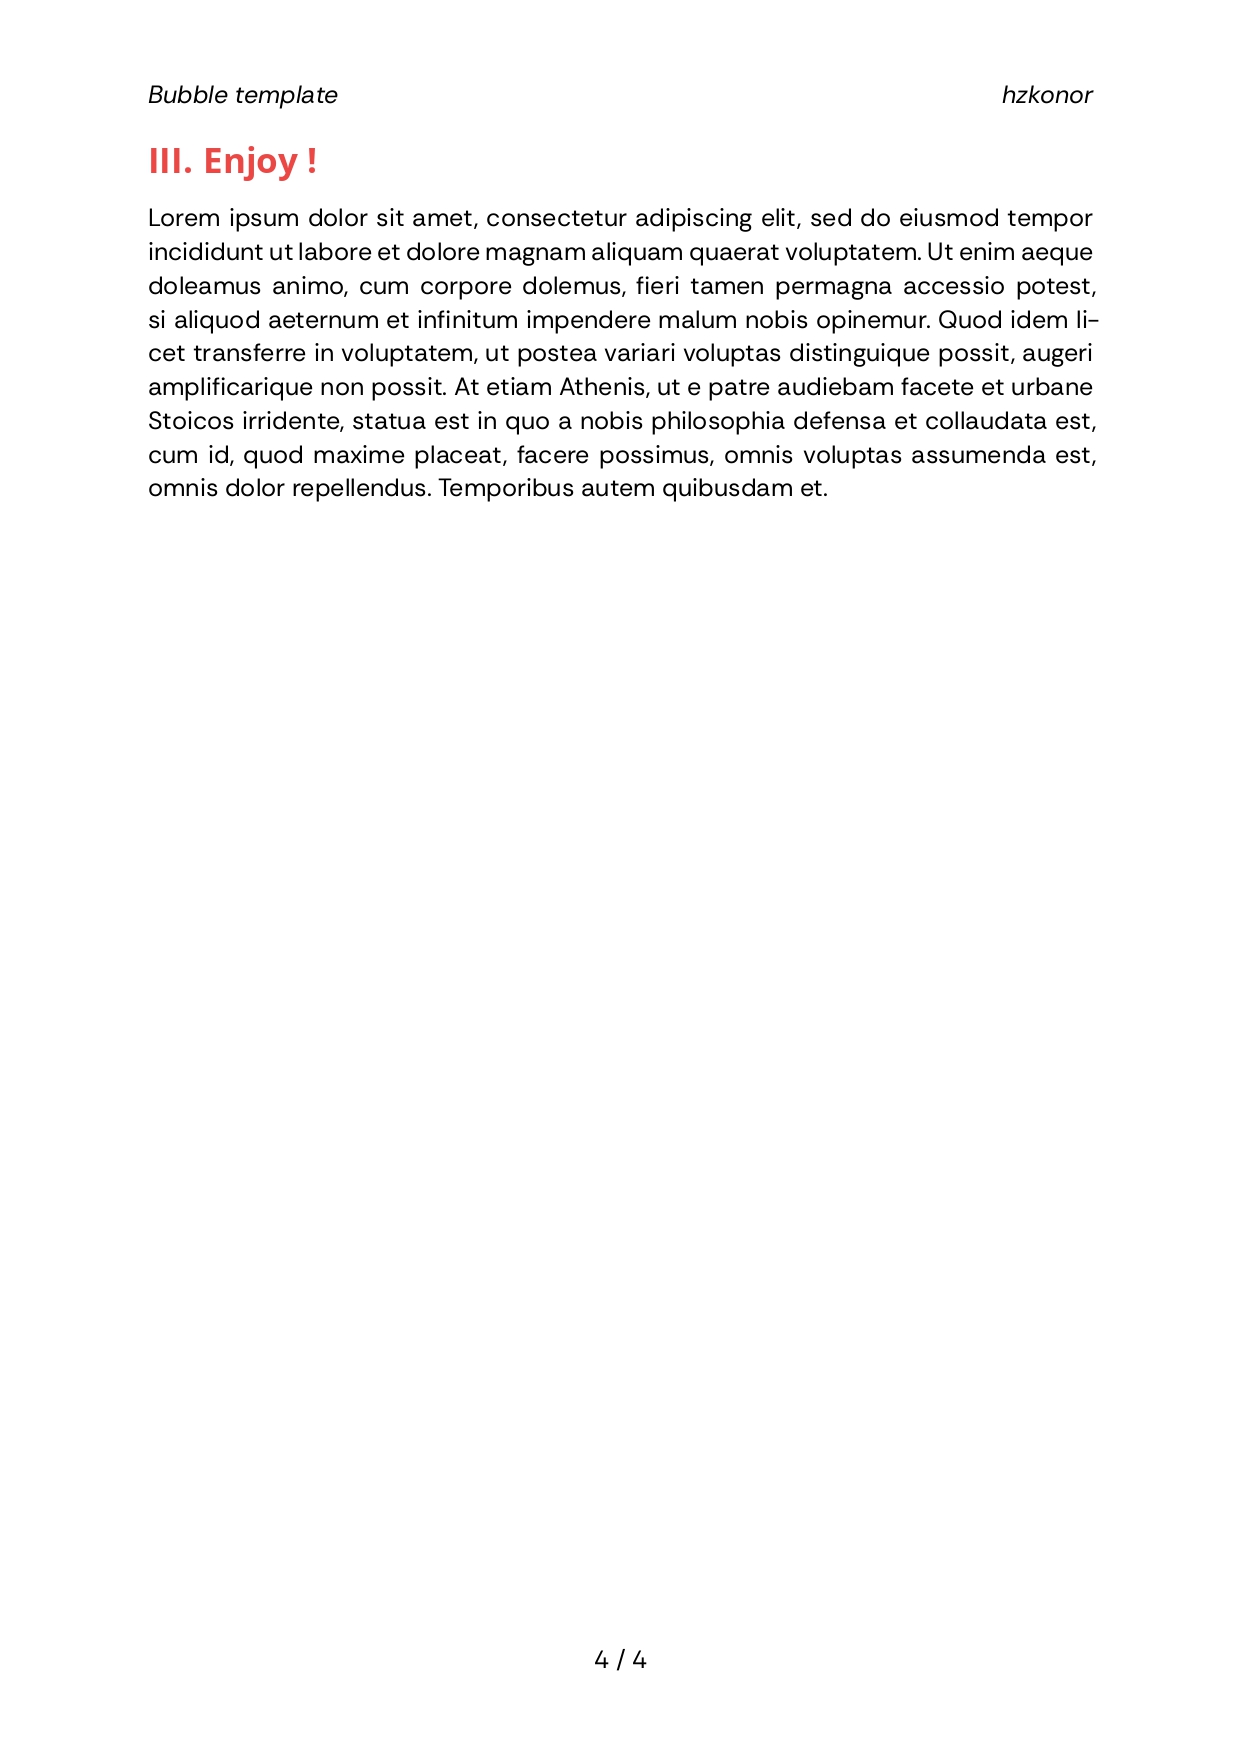 Bubble template hzkonor
III. Enjoy !
Lorem ipsum dolor sit amet, consectetur adipiscing elit, sed do eiusmod tempor
incididunt ut labore et dolore magnam aliquam quaerat voluptatem. Ut enim aeque
doleamus animo, cum corpore dolemus, fieri tamen permagna accessio potest,
si aliquod aeternum et infinitum impendere malum nobis opinemur. Quod idem li-
cet transferre in voluptatem, ut postea variari voluptas distinguique possit, augeri
amplificarique non possit. At etiam Athenis, ut e patre audiebam facete et urbane
Stoicos irridente, statua est in quo a nobis philosophia defensa et collaudata est,
cum id, quod maxime placeat, facere possimus, omnis voluptas assumenda est,
omnis dolor repellendus. Temporibus autem quibusdam et.
4 / 4